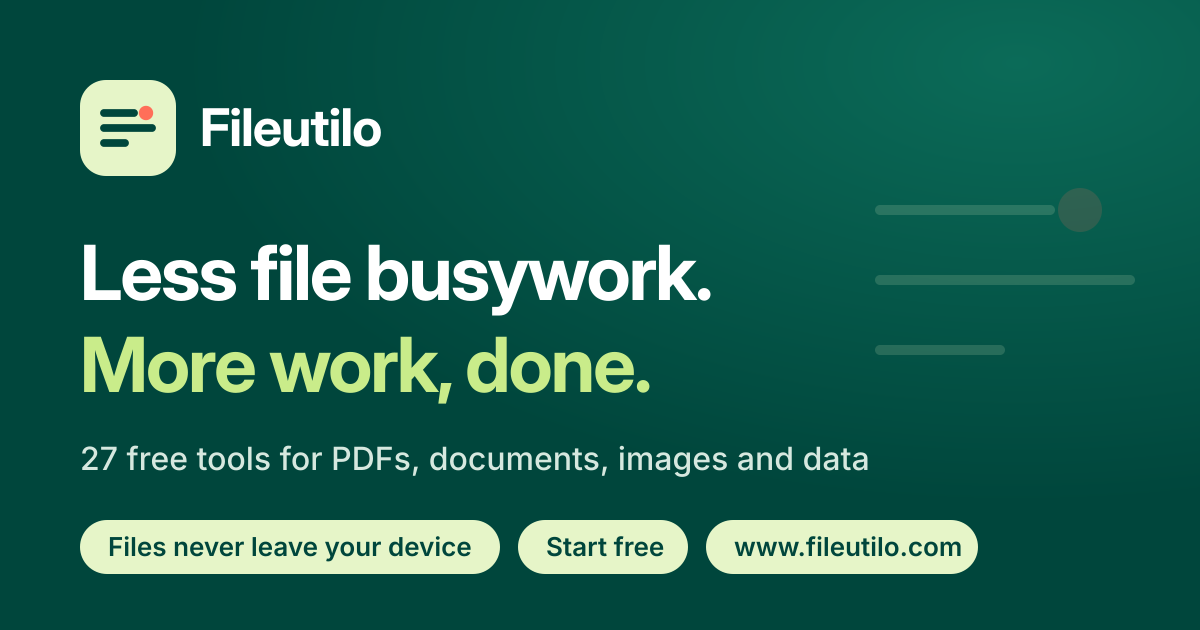 Fileutilo
Less file busywork.
More work, done.
27 free tools for PDFs, documents, images and data
Files never leave your device
Start free
www.fileutilo.com